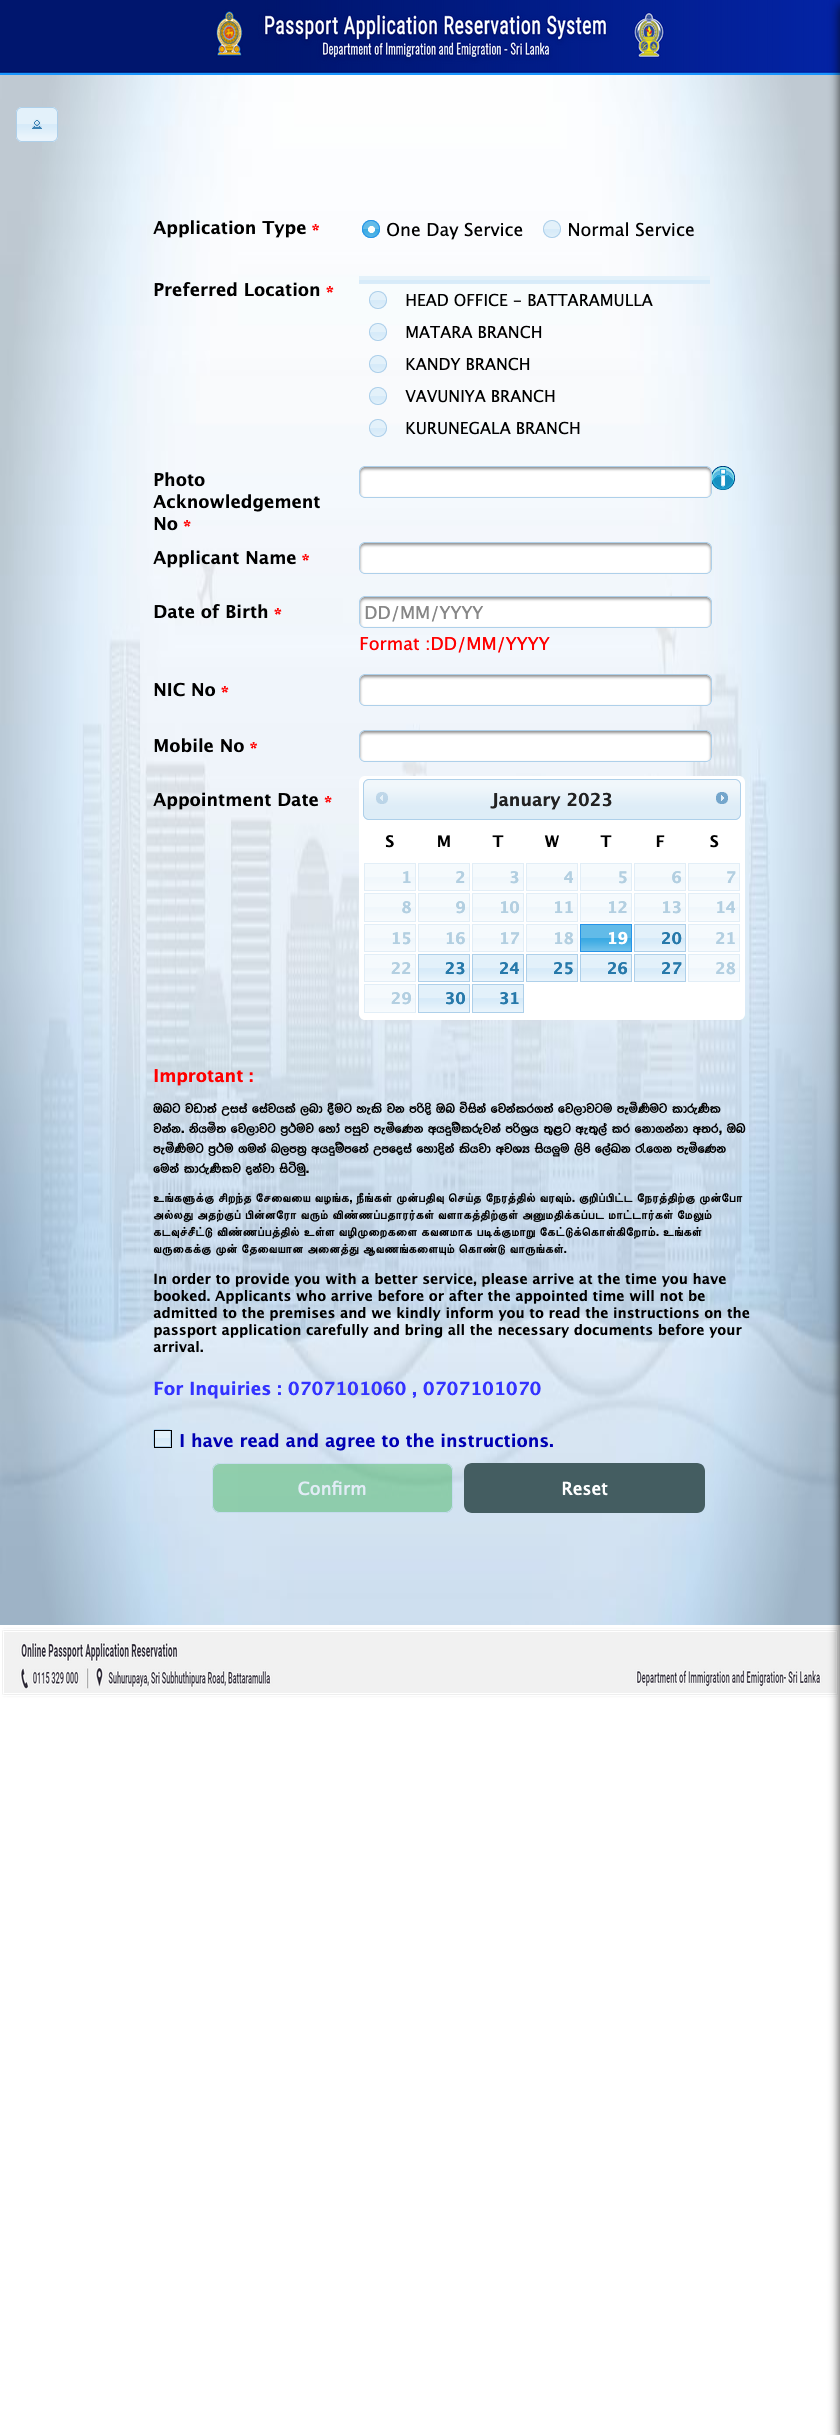 Passport Application Reservation System
Department of Immigration and Emigration - Sri Lanka
Application Type *
One Day Service
Normal Service
Preferred Location *
HEAD OFFICE - BATTARAMULLA
MATARA BRANCH
KANDY BRANCH
VAVUNIYA BRANCH
KURUNEGALA BRANCH
Photo
Acknowledgement
No *
Applicant Name *
Date of Birth *
DD/MM/YYYY
Format :DD/MM/YYYY
NIC No *
Mobile No *
Appointment Date *
January 2023
S M T W T F S
1 2 3 4 5 6 7
8 9 10 11 12 13 14
15 16 17 18 19 20 21
22 23 24 25 26 27 28
29 30 31
Improtant :
ඔබට වඩාත් උසස් සේවයක් ලබා දීමට හැකි වන පරිදි ඔබ විසින් වෙන්කරගත් වෙලාවටම පැමිණීමට කාරුණික
වන්න. නියමිත වෙලාවට ප්‍රථමව හෝ පසුව පැමිණෙන අයදුම්කරුවන් පරිශ්‍රය තුළට ඇතුල් කර නොගන්නා අතර, ඔබ
පැමිණීමට ප්‍රථම ගමන් බලපත්‍ර අයදුම්පතේ උපදෙස් හොඳින් කියවා අවශ්‍ය සියලුම ලිපි ලේඛන රැගෙන පැමිණෙන
මෙන් කාරුණිකව දන්වා සිටිමු.
உங்களுக்கு சிறந்த சேவையை வழங்க, நீங்கள் முன்பதிவு செய்த நேரத்தில் வரவும். குறிப்பிட்ட நேரத்திற்கு முன்போ
அல்லது அதற்குப் பின்னரோ வரும் விண்ணப்பதாரர்கள் வளாகத்திற்குள் அனுமதிக்கப்பட மாட்டார்கள் மேலும்
கடவுச்சீட்டு விண்ணப்பத்தில் உள்ள வழிமுறைகளை கவனமாக படிக்குமாறு கேட்டுக்கொள்கிறோம். உங்கள்
வருகைக்கு முன் தேவையான அனைத்து ஆவணங்களையும் கொண்டு வாருங்கள்.
In order to provide you with a better service, please arrive at the time you have
booked. Applicants who arrive before or after the appointed time will not be
admitted to the premises and we kindly inform you to read the instructions on the
passport application carefully and bring all the necessary documents before your
arrival.
For Inquiries : 0707101060 , 0707101070
I have read and agree to the instructions.
Confirm
Reset
Online Passport Application Reservation
0115 329 000 | Suhurupaya, Sri Subhuthipura Road, Battaramulla
Department of Immigration and Emigration- Sri Lanka